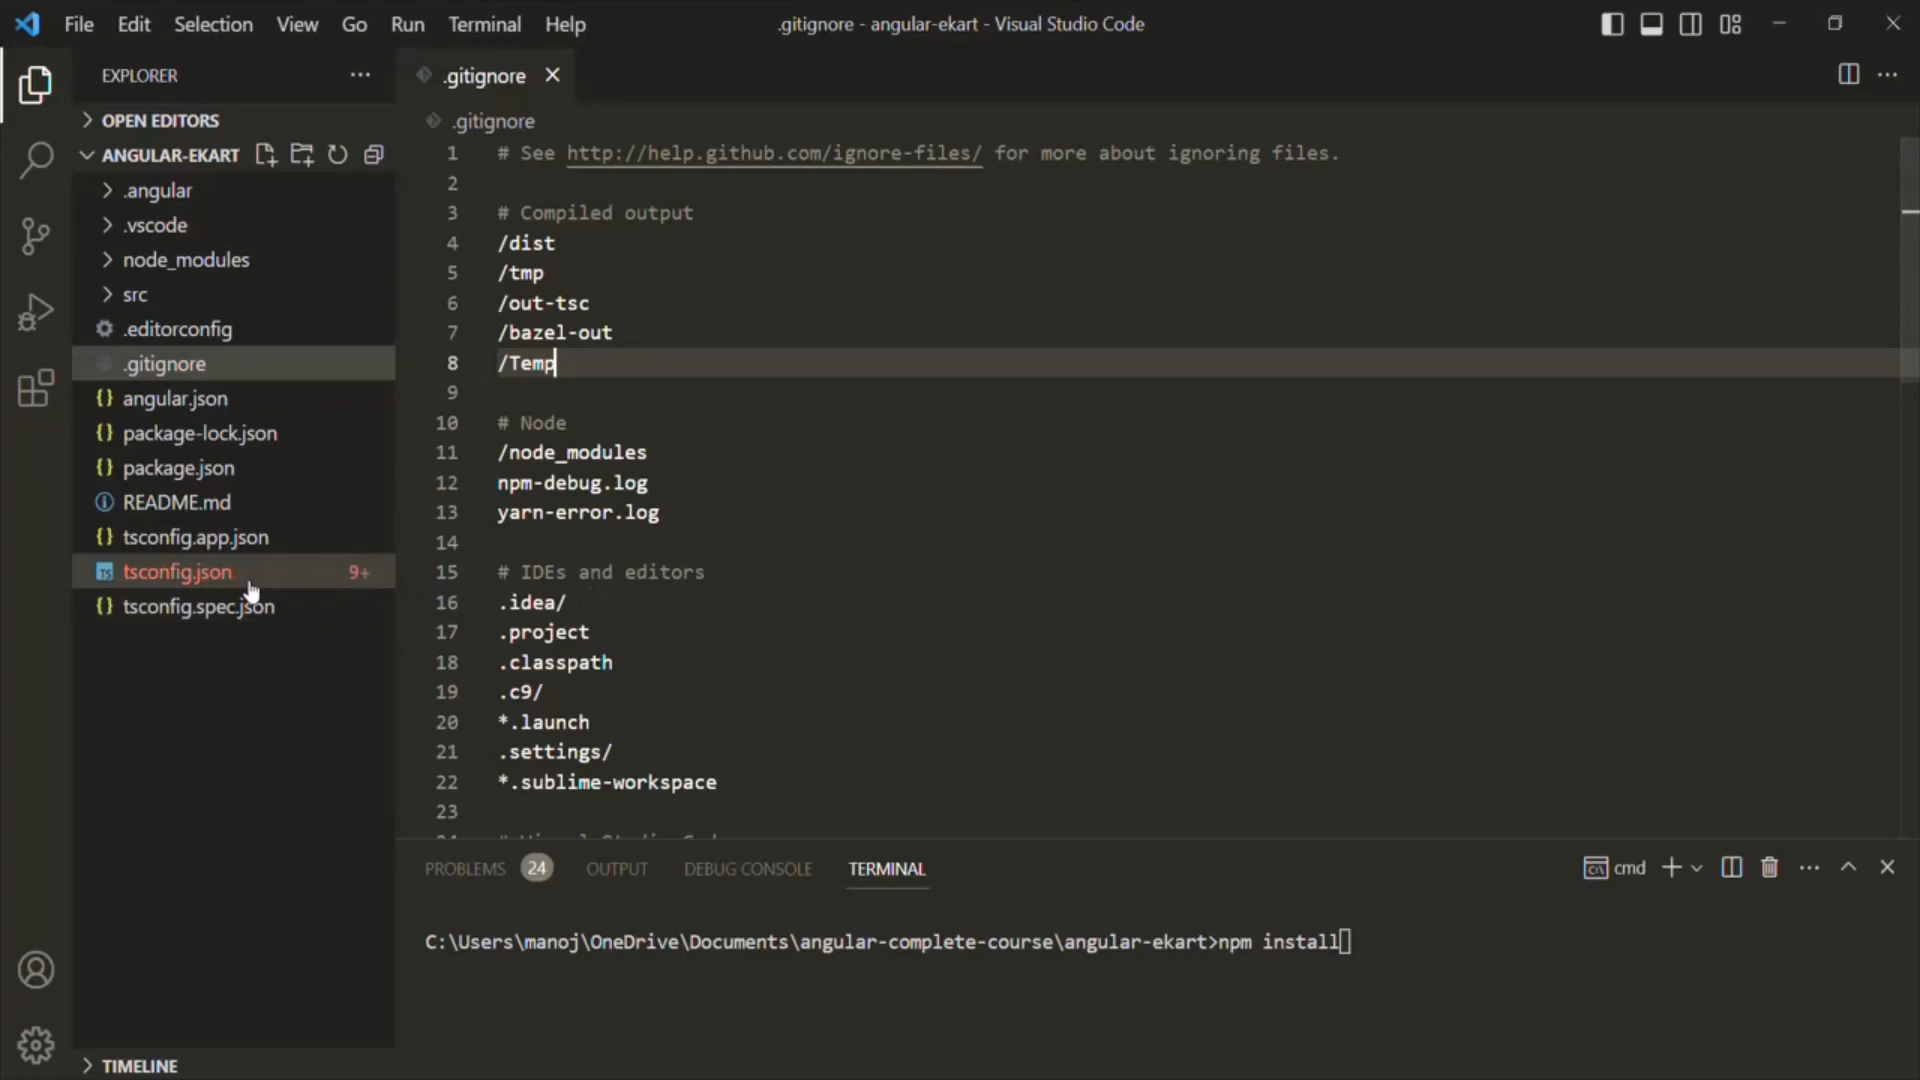 File Edit Selection View Go Run Terminal Help .gitignore - angular-ekart - Visual Studio Code
EXPLORER
OPEN EDITORS
ANGULAR-EKART
.angular
.vscode
node_modules
src
.editorconfig
.gitignore
angular.json
package-lock.json
package.json
README.md
tsconfig.app.json
tsconfig.json 9+
tsconfig.spec.json
TIMELINE
.gitignore
.gitignore
1 # See http://help.github.com/ignore-files/ for more about ignoring files.
2
3 # Compiled output
4 /dist
5 /tmp
6 /out-tsc
7 /bazel-out
8 /Temp
9
10 # Node
11 /node_modules
12 npm-debug.log
13 yarn-error.log
14
15 # IDEs and editors
16 .idea/
17 .project
18 .classpath
19 .c9/
20 *.launch
21 .settings/
22 *.sublime-workspace
23
PROBLEMS 24 OUTPUT DEBUG CONSOLE TERMINAL cmd
C:\Users\manoj\OneDrive\Documents\angular-complete-course\angular-ekart>npm install